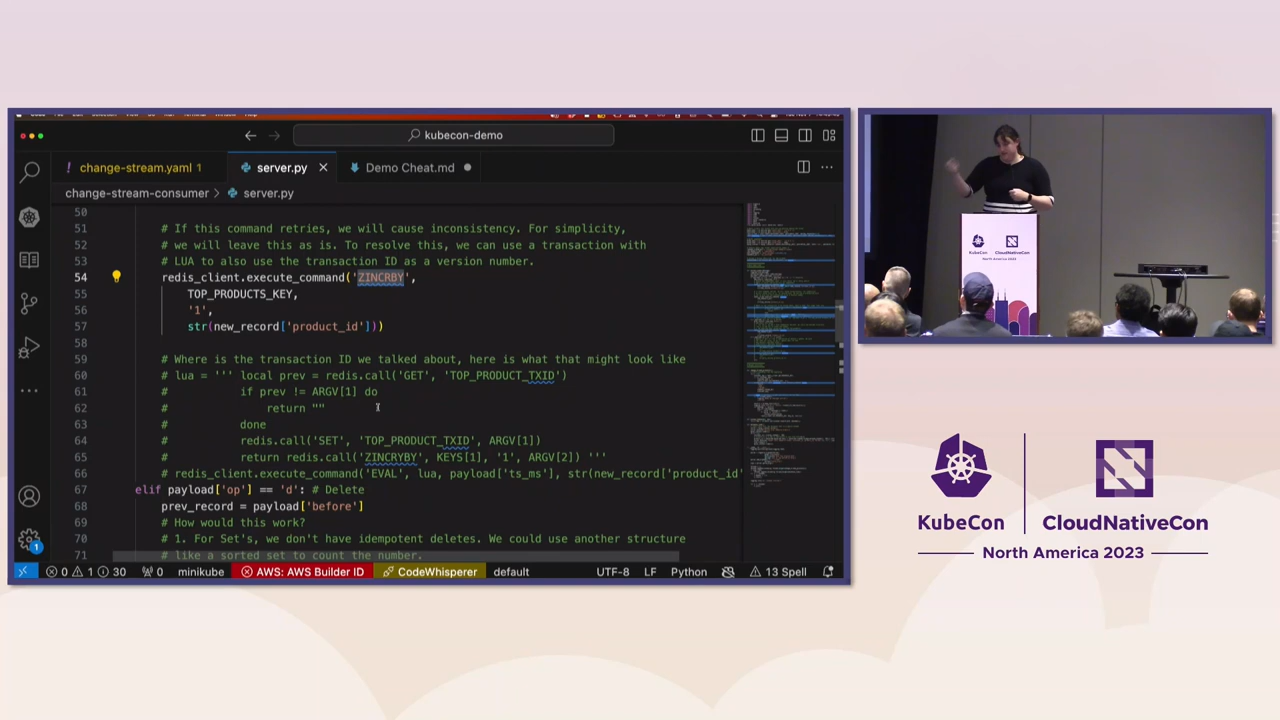 kubecon-demo
change-stream.yaml 1
server.py
Demo Cheat.md
change-stream-consumer > server.py
50
51 # If this command retries, we will cause inconsistency. For simplicity,
52 # we will leave this as is. To resolve this, we can use a transaction with
53 # LUA to also use the transaction ID as a version number.
redis_client.execute_command('ZINCRBY',
55 TOP_PRODUCTS_KEY,
56 '1',
57 str(new_record['product_id']))
58
59 # Where is the transaction ID we talked about, here is what that might look like
60 # lua = ''' local prev = redis.call('GET', 'TOP_PRODUCT_TXID')
61 # if prev != ARGV[1] do
62 # return ""
63 # done
64 # redis.call('SET', 'TOP_PRODUCT_TXID', ARGV[1])
65 # return redis.call('ZINCRYBY', KEYS[1], '1', ARGV[2]) '''
66 # redis_client.execute_command('EVAL', lua, payload['ts_ms'], str(new_record['product_id'
67 elif payload['op'] == 'd': # Delete
68 prev_record = payload['before']
69 # How would this work?
70 # 1. For Set's, we don't have idempotent deletes. We could use another structure
71 # like a sorted set to count the number.
1
0 1 30 0 minikube AWS: AWS Builder ID CodeWhisperer default UTF-8 LF Python 13 Spell
KubeCon CloudNativeCon
North America 2023
KubeCon CloudNativeCon
North America 2023